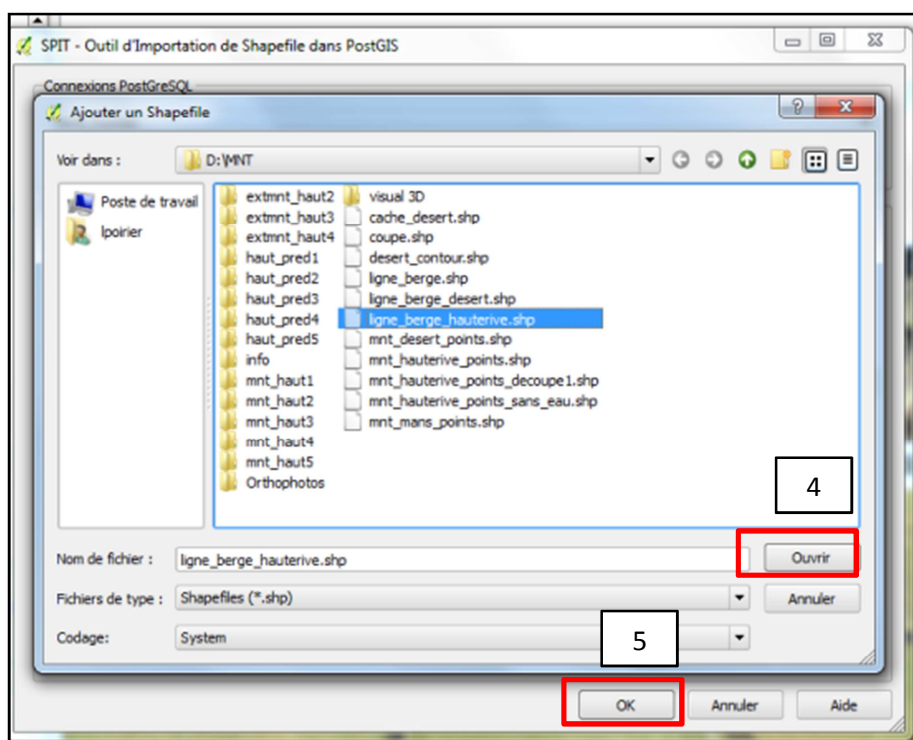 SPIT - Outil d'Importation de Shapefile dans PostGIS
Connexions PostGreSQL
Ajouter un Shapefile
Voir dans :
D:\MNT
Poste de travail
lpoirier
extmnt_haut2
extmnt_haut3
extmnt_haut4
haut_pred1
haut_pred2
haut_pred3
haut_pred4
haut_pred5
info
mnt_haut1
mnt_haut2
mnt_haut3
mnt_haut4
mnt_haut5
Orthophotos
visual 3D
cache_desert.shp
coupe.shp
desert_contour.shp
ligne_berge.shp
ligne_berge_desert.shp
ligne_berge_hauterive.shp
mnt_desert_points.shp
mnt_hauterive_points.shp
mnt_hauterive_points_decoupe1.shp
mnt_hauterive_points_sans_eau.shp
mnt_mans_points.shp
4
Nom de fichier : ligne_berge_hauterive.shp Ouvrir
Fichiers de type : Shapefiles (*.shp) Annuler
Codage: System
5
OK Annuler Aide